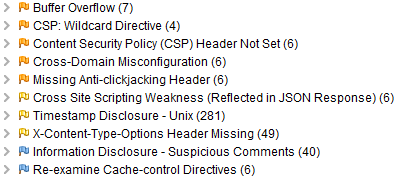 Buffer Overflow (7)
CSP: Wildcard Directive (4)
Content Security Policy (CSP) Header Not Set (6)
Cross-Domain Misconfiguration (6)
Missing Anti-clickjacking Header (6)
Cross Site Scripting Weakness (Reflected in JSON Response) (6)
Timestamp Disclosure - Unix (281)
X-Content-Type-Options Header Missing (49)
Information Disclosure - Suspicious Comments (40)
Re-examine Cache-control Directives (6)